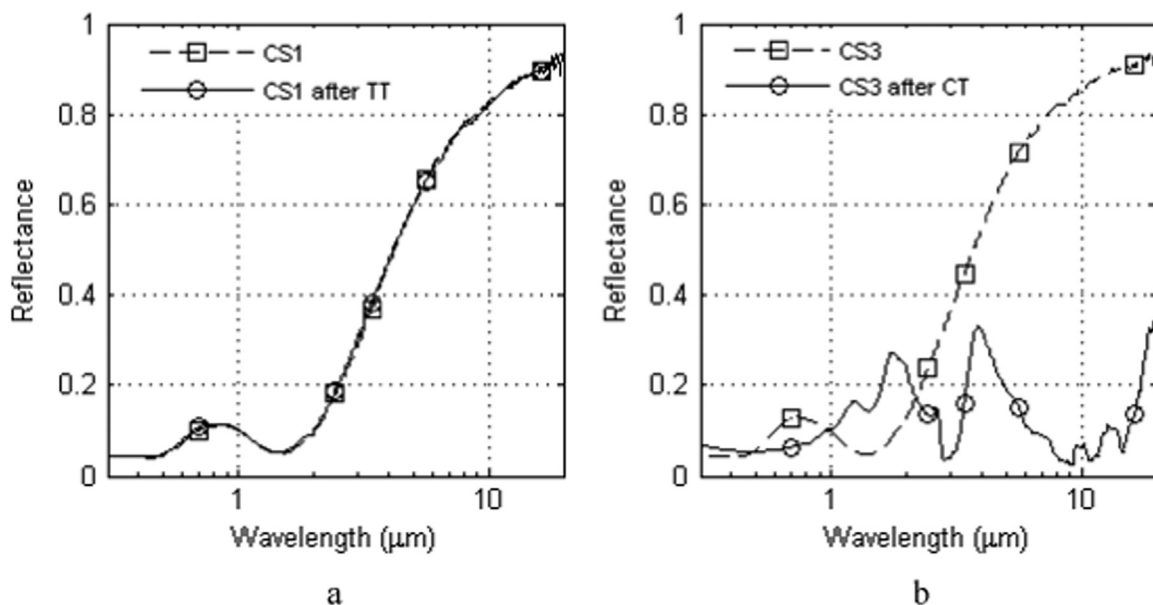 1
CS1
CS1 after TT
0.8
0.6
0.4
0.2
0
Reflectance
1
10
Wavelength (μm)
a
1
CS3
CS3 after CT
0.8
0.6
0.4
0.2
0
Reflectance
1
10
Wavelength (μm)
b